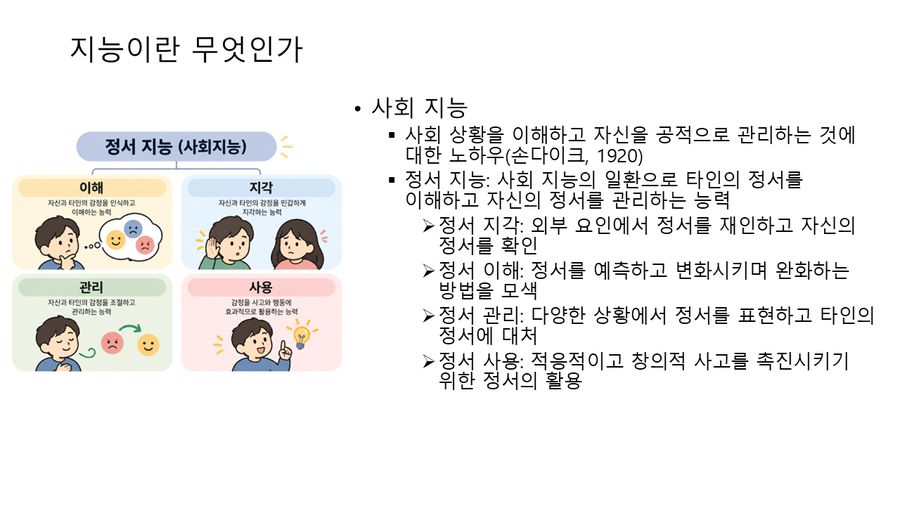 지능이란 무엇인가
정서 지능 (사회지능)
이해
자신과 타인의 감정을 인식하고
이해하는 능력
지각
자신과 타인의 감정을 민감하게
지각하는 능력
관리
자신과 타인의 감정을 조절하고
관리하는 능력
사용
감정을 사고와 행동에
효과적으로 활용하는 능력
• 사회 지능
▪ 사회 상황을 이해하고 자신을 공적으로 관리하는 것에
대한 노하우(손다이크, 1920)
▪ 정서 지능: 사회 지능의 일환으로 타인의 정서를
이해하고 자신의 정서를 관리하는 능력
➢정서 지각: 외부 요인에서 정서를 재인하고 자신의
정서를 확인
➢정서 이해: 정서를 예측하고 변화시키며 완화하는
방법을 모색
➢정서 관리: 다양한 상황에서 정서를 표현하고 타인의
정서에 대처
➢정서 사용: 적응적이고 창의적 사고를 촉진시키기
위한 정서의 활용